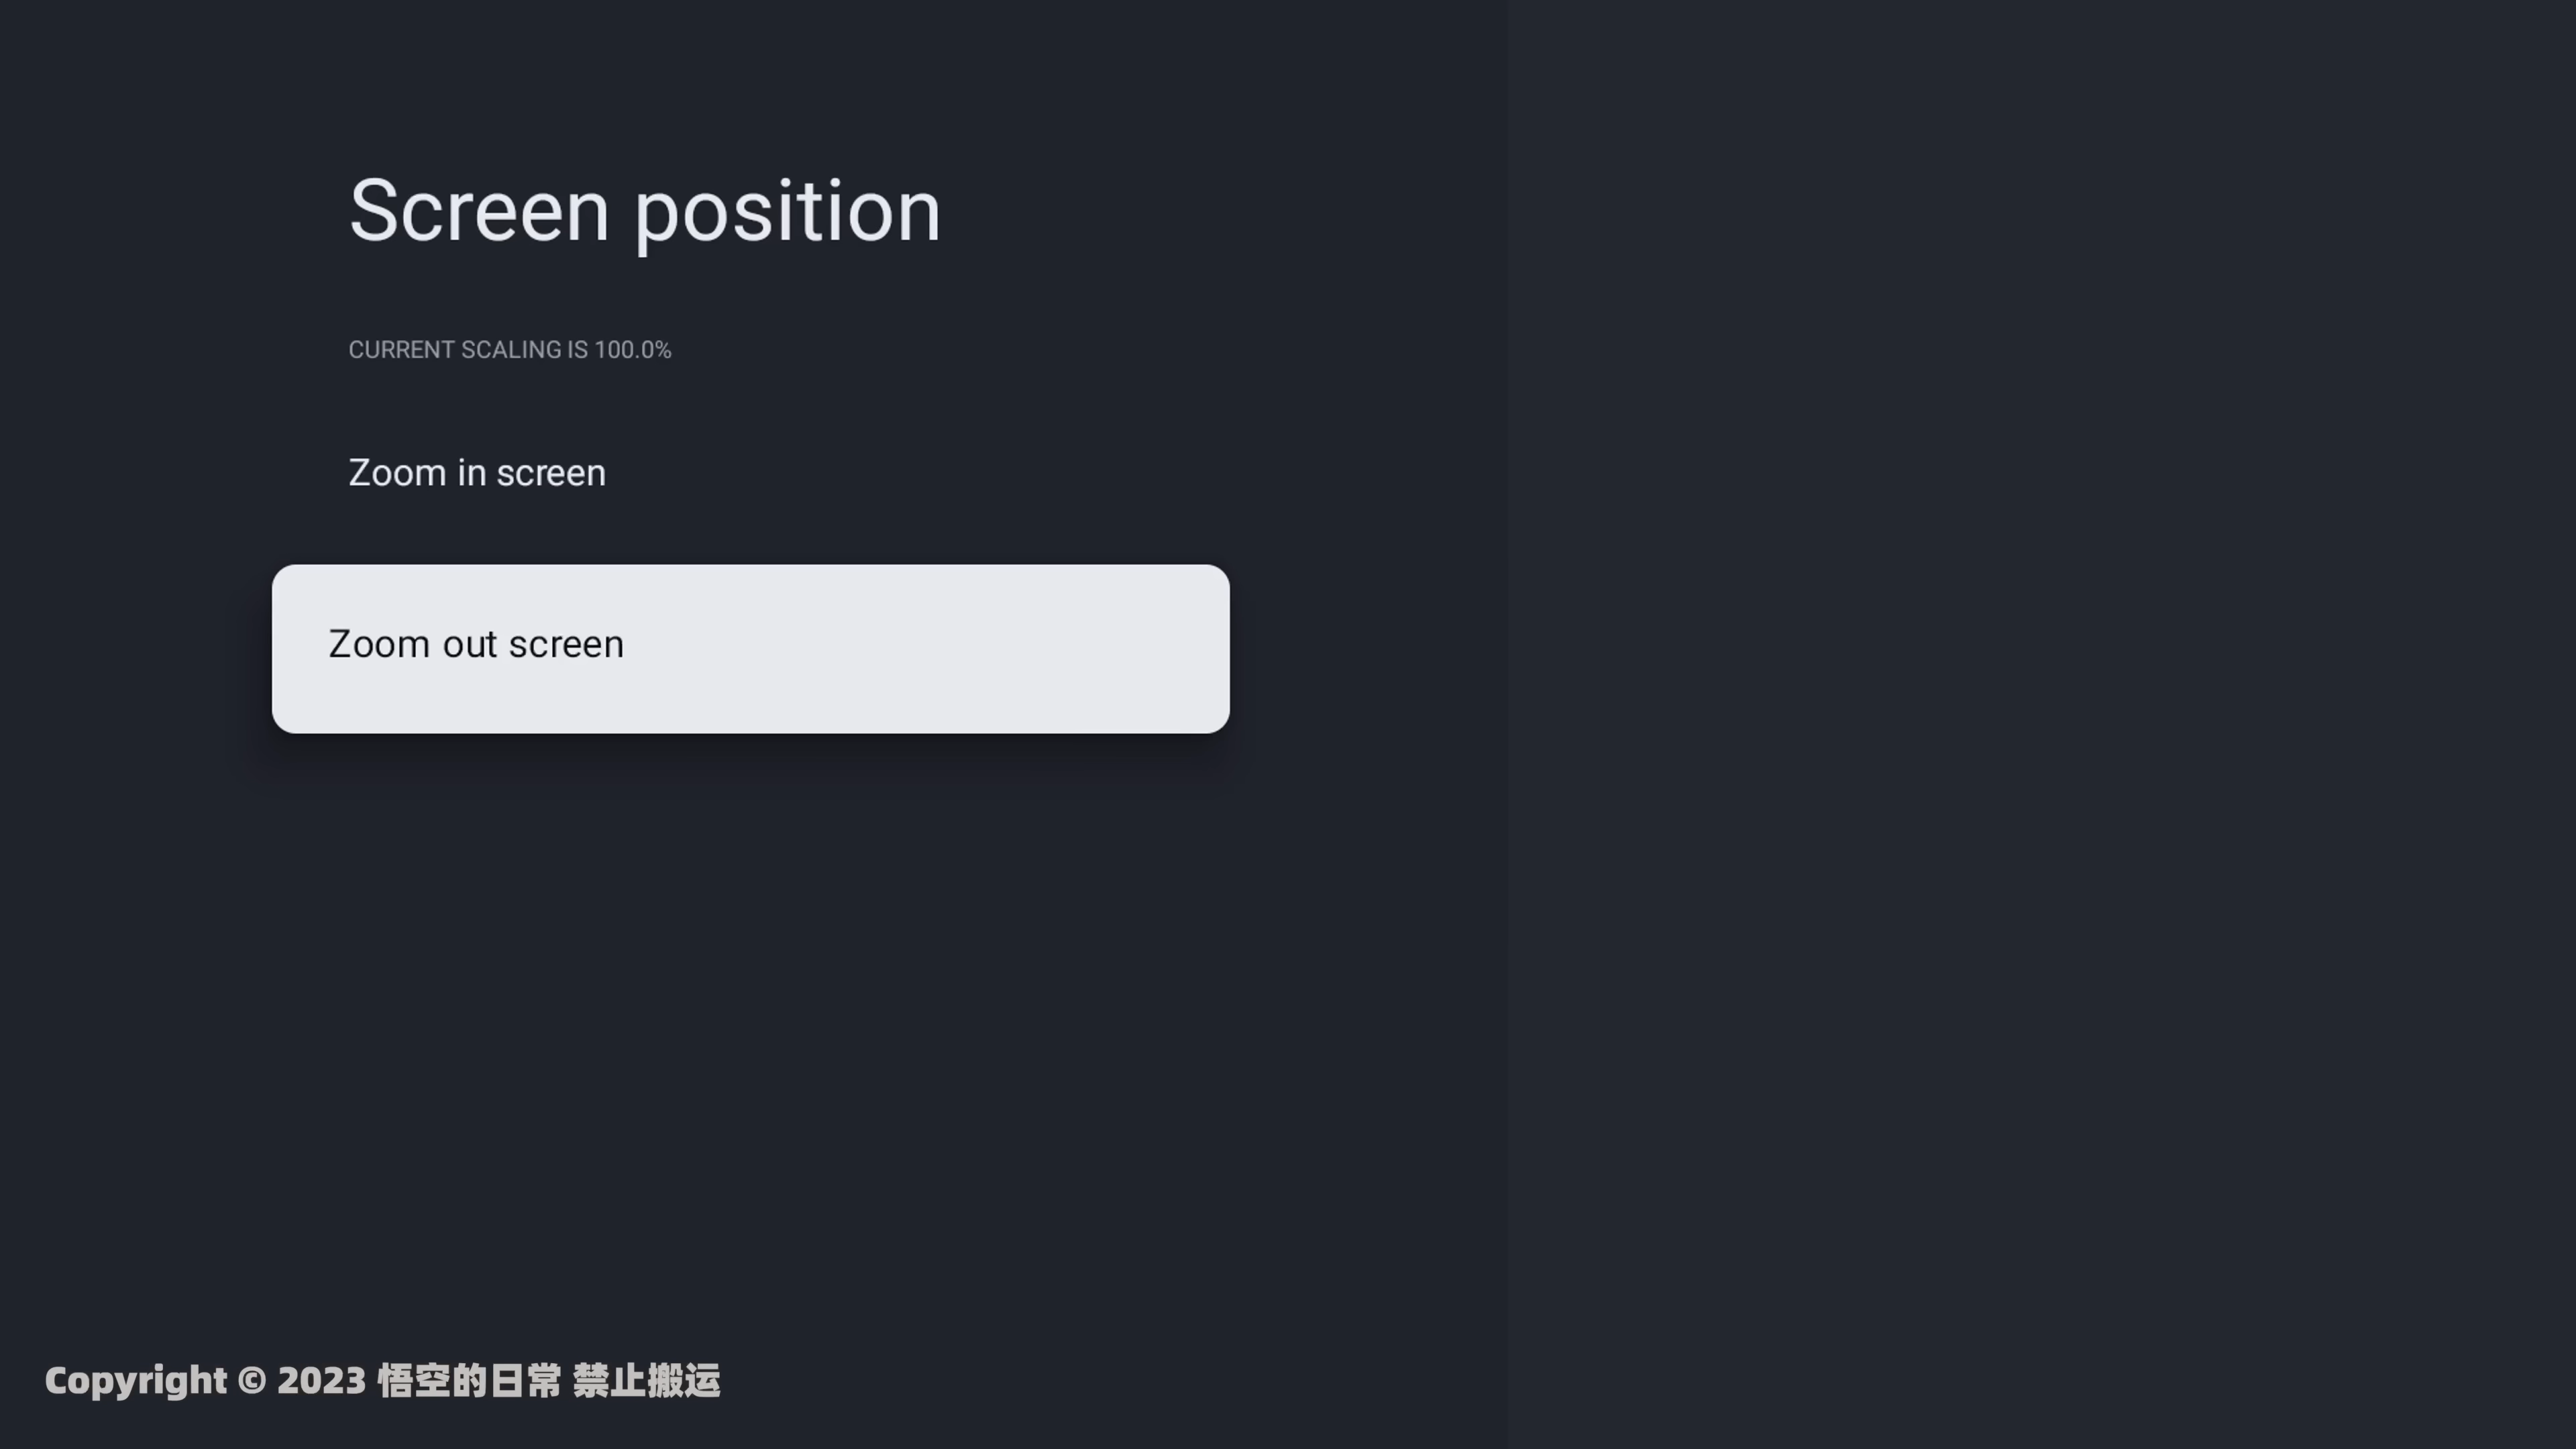 Screen position
CURRENT SCALING IS 100.0%
Zoom in screen
Zoom out screen
Copyright © 2023 悟空的日常 禁止搬运